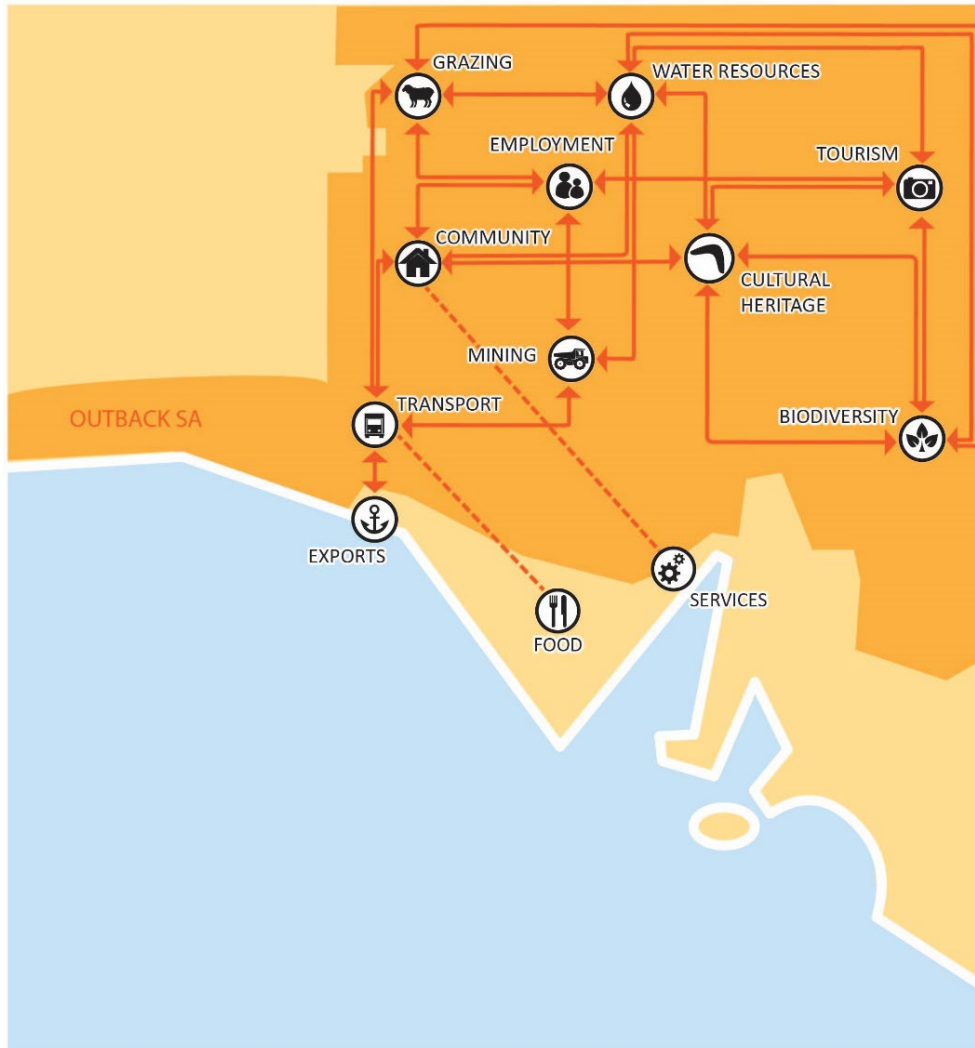 GRAZING
WATER RESOURCES
EMPLOYMENT
TOURISM
COMMUNITY
CULTURAL
HERITAGE
MINING
TRANSPORT
BIODIVERSITY
OUTBACK SA
EXPORTS
SERVICES
FOOD